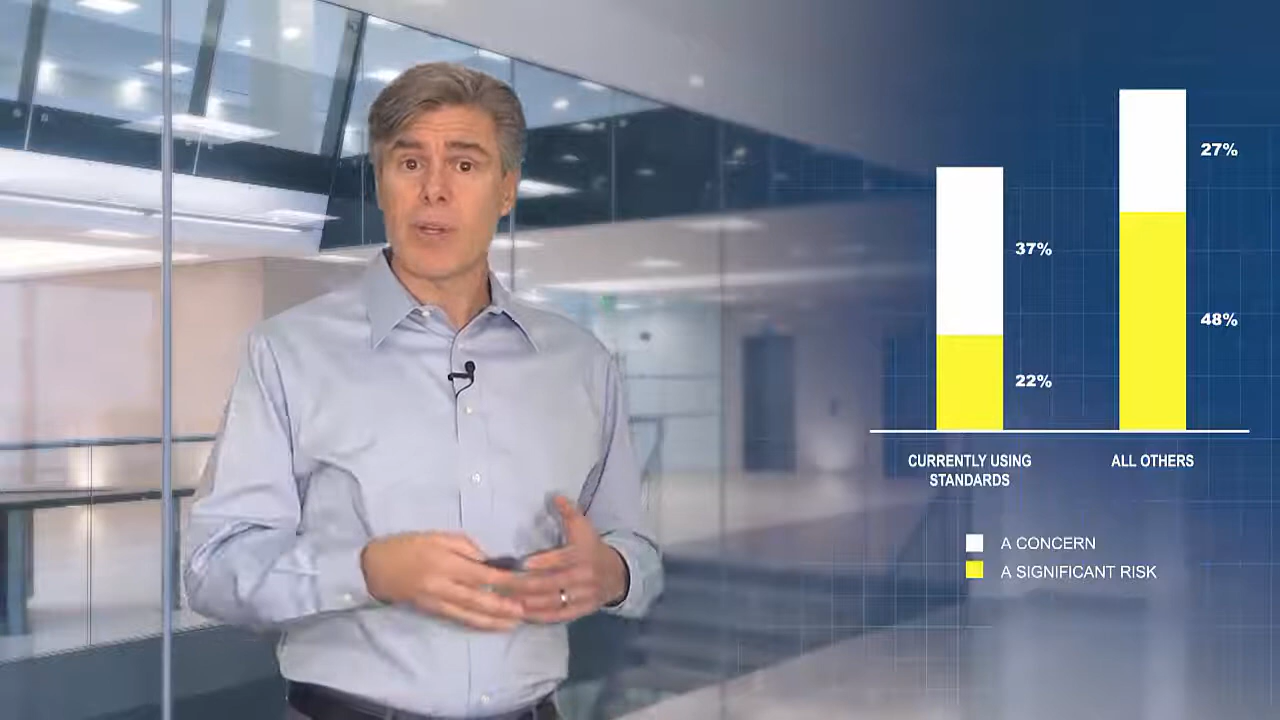 27%
37%
48%
22%
CURRENTLY USING
STANDARDS
ALL OTHERS
A CONCERN
A SIGNIFICANT RISK